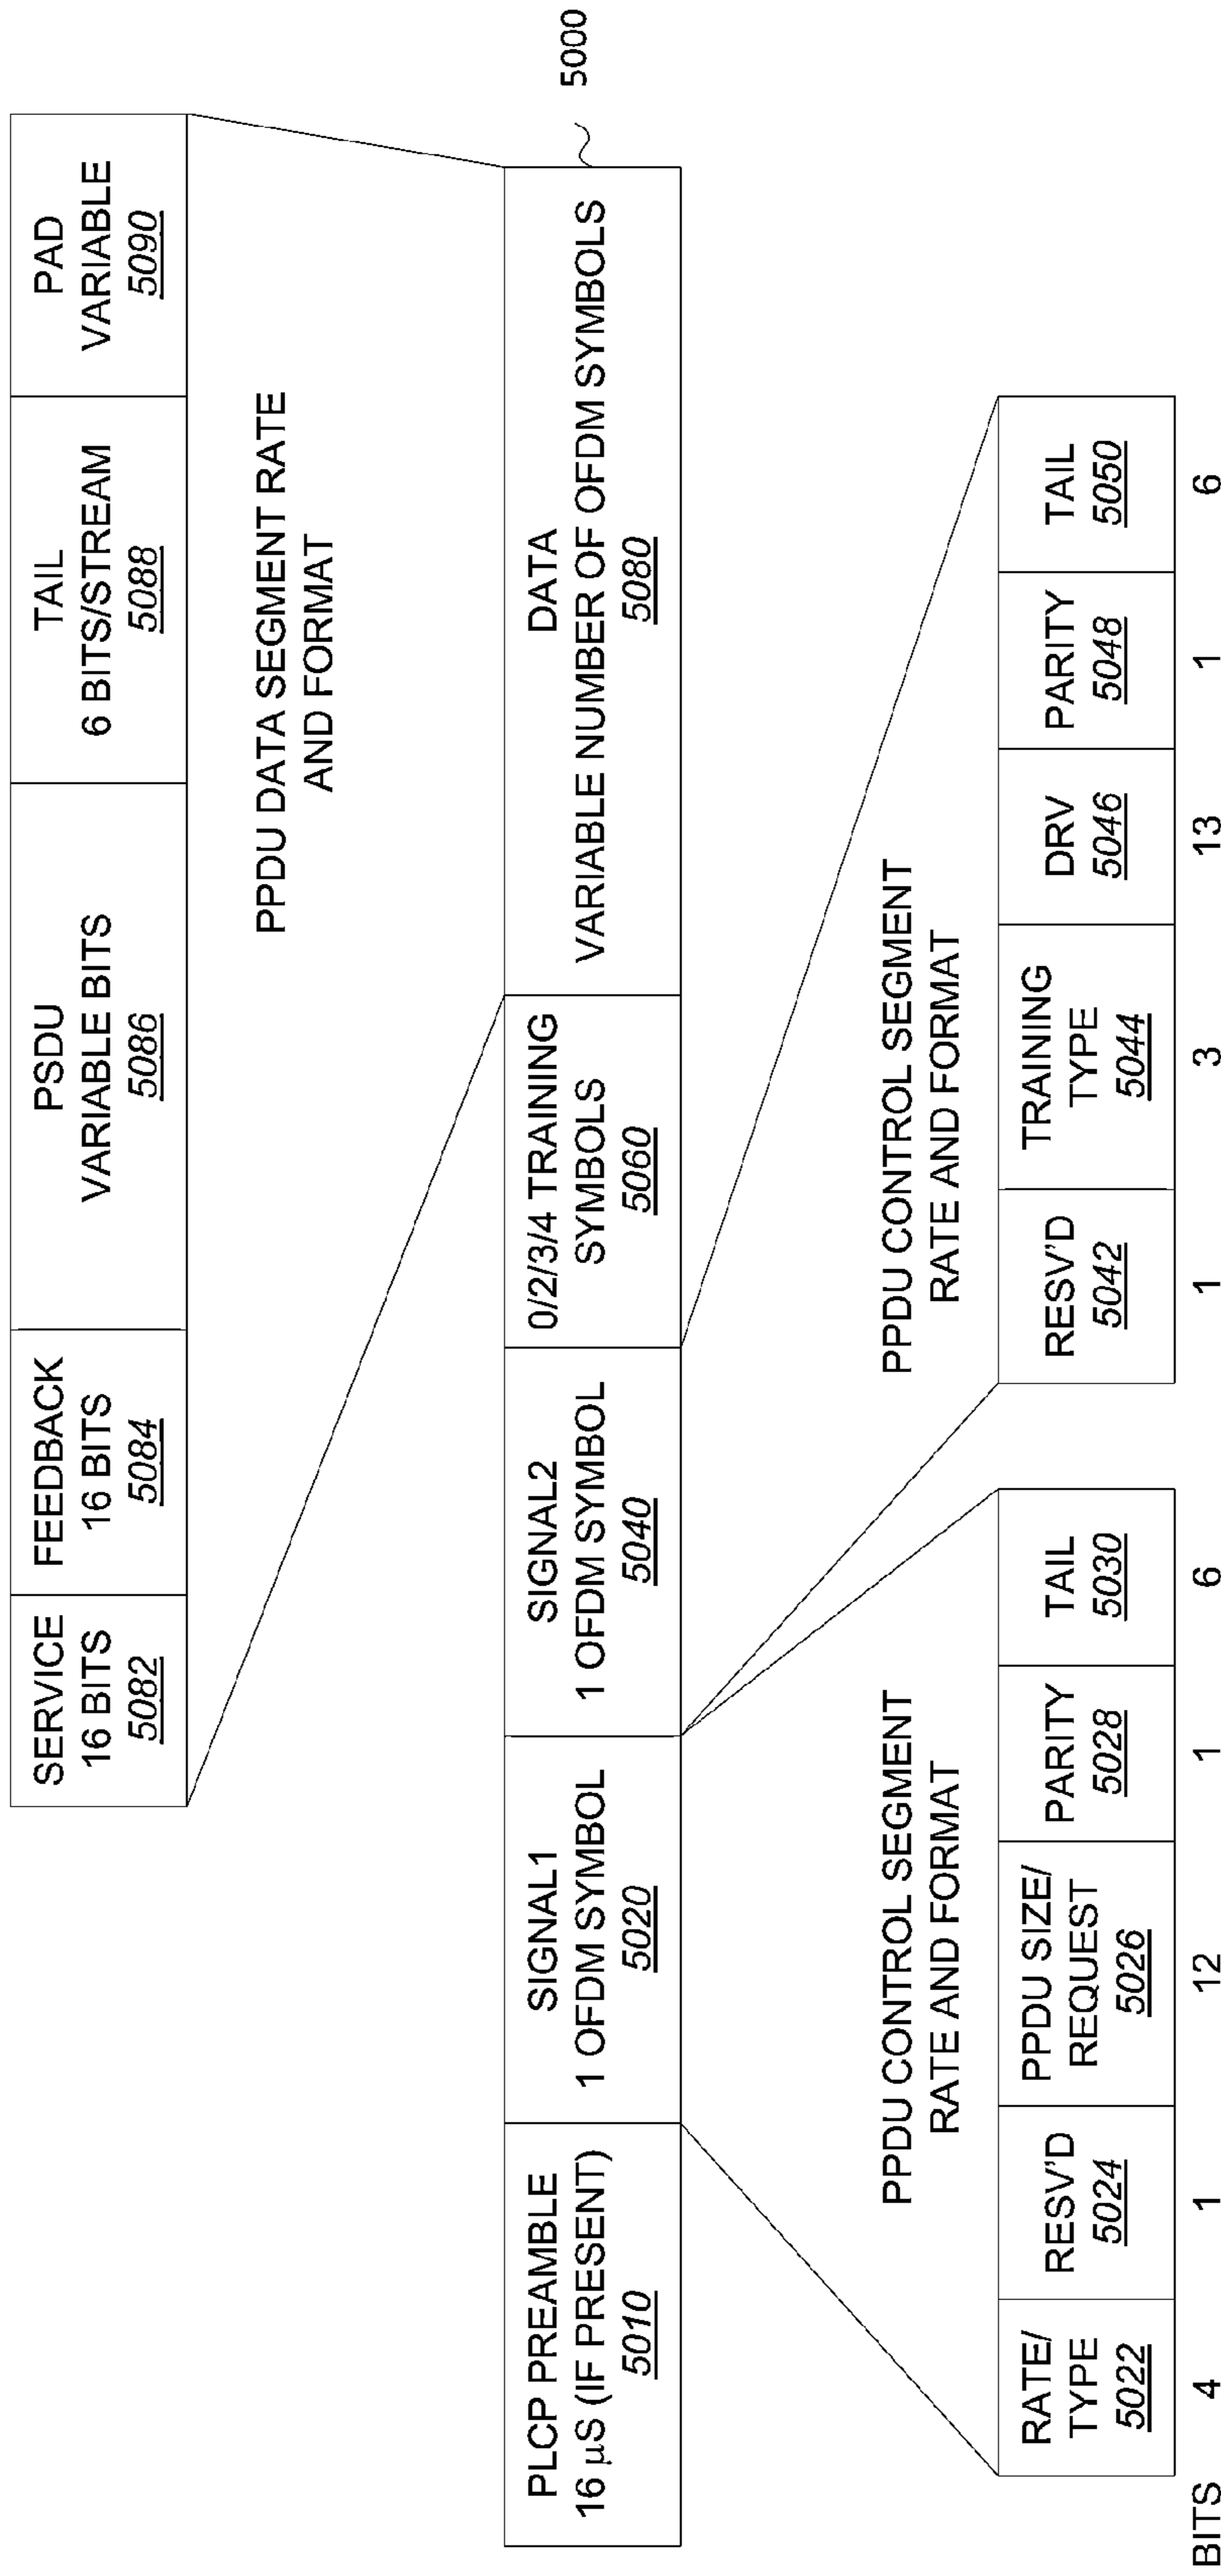 SERVICE
16 BITS
5082
FEEDBACK
16 BITS
5084
PSDU
VARIABLE BITS
5086
TAIL
6 BITS/STREAM
5088
PAD
VARIABLE
5090
PPDU DATA SEGMENT RATE
AND FORMAT
PLCP PREAMBLE
16 µS (IF PRESENT)
5010
SIGNAL1
1 OFDM SYMBOL
5020
SIGNAL2
1 OFDM SYMBOL
5040
0/2/3/4 TRAINING
SYMBOLS
5060
DATA
VARIABLE NUMBER OF OFDM SYMBOLS
5080
5000
PPDU CONTROL SEGMENT
RATE AND FORMAT
PPDU CONTROL SEGMENT
RATE AND FORMAT
RATE/
TYPE
5022
RESV'D
5024
PPDU SIZE/
REQUEST
5026
PARITY
5028
TAIL
5030
RESV'D
5042
TRAINING
TYPE
5044
DRV
5046
PARITY
5048
TAIL
5050
BITS 4 1 12 1 6 1 3 13 1 6